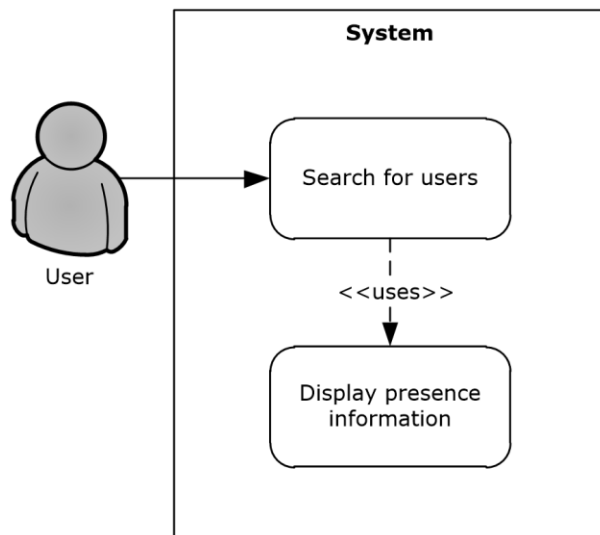 System
Search for users
User
<<uses>>
Display presence
information